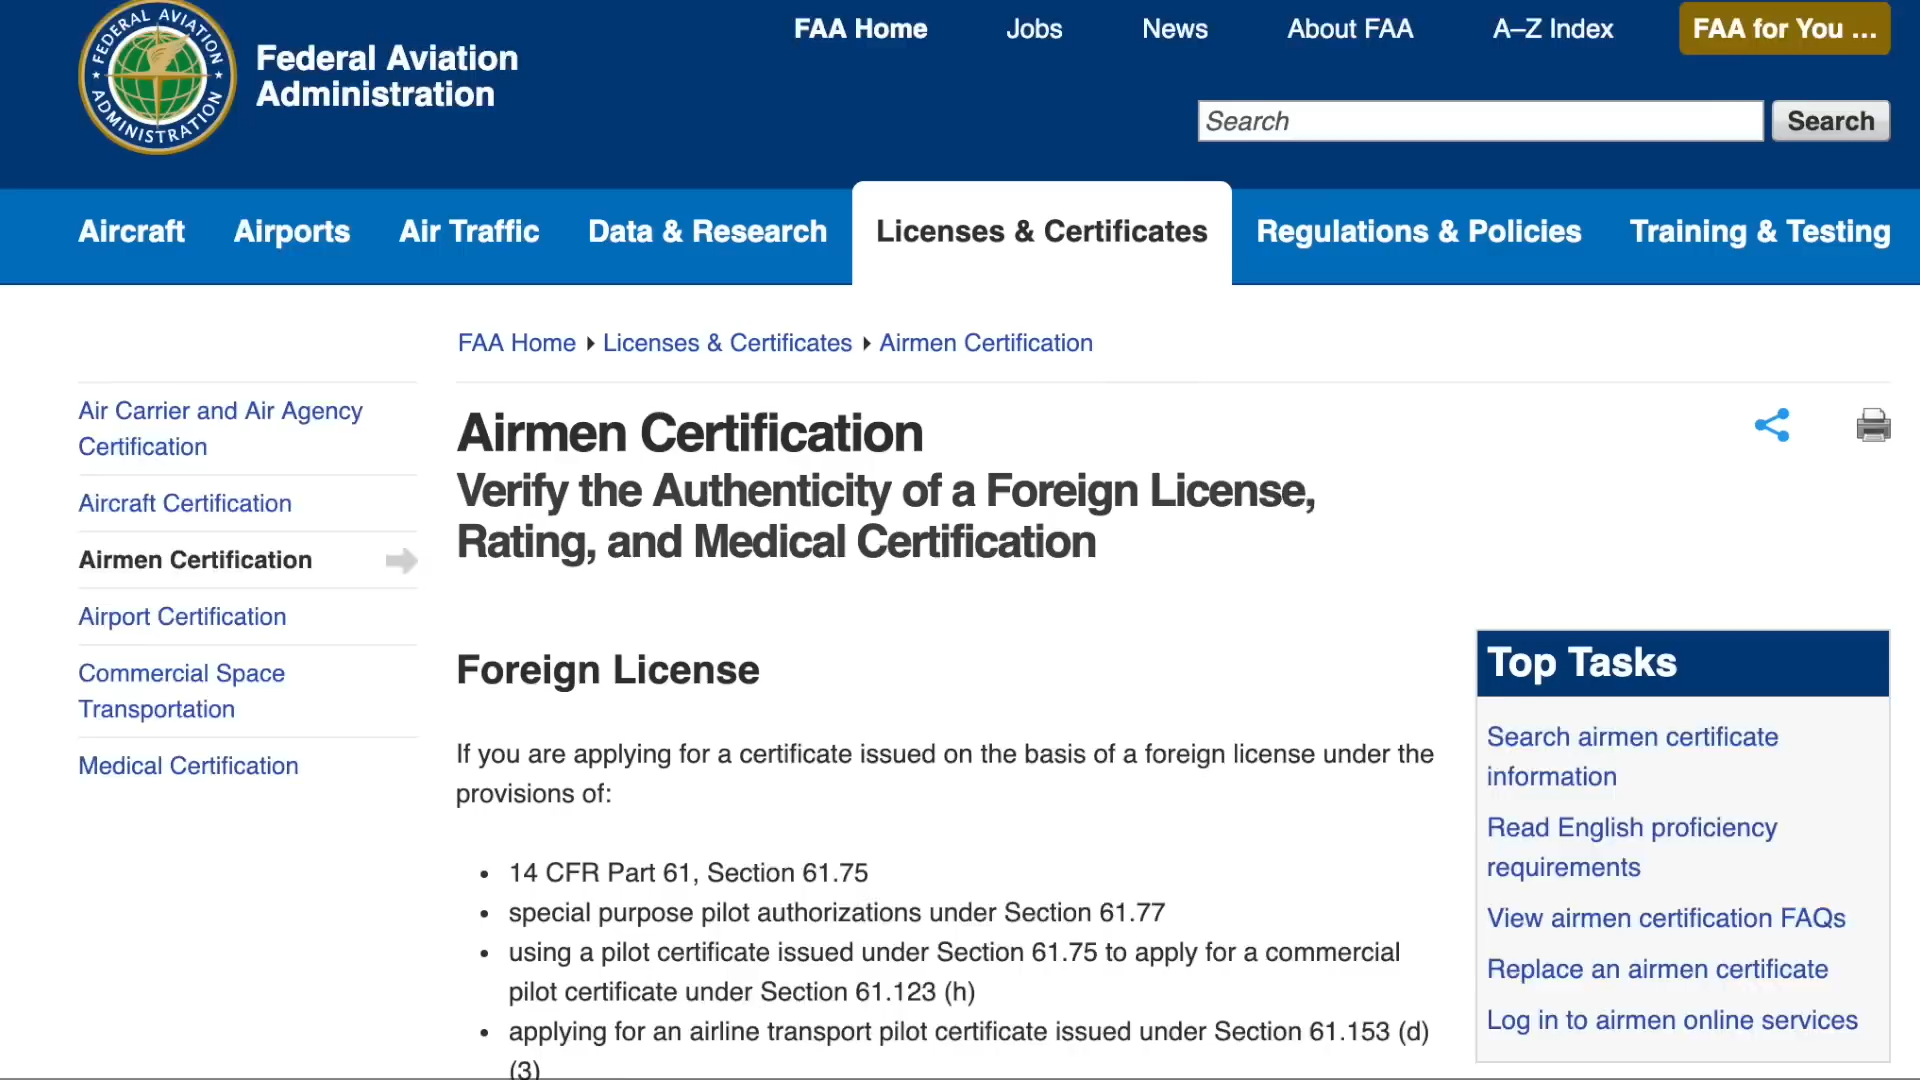 FEDERAL AVIATION ADMINISTRATION
Federal Aviation
Administration
FAA Home Jobs News About FAA A–Z Index FAA for You ...
Search Search
Aircraft Airports Air Traffic Data & Research Licenses & Certificates Regulations & Policies Training & Testing
FAA Home Licenses & Certificates Airmen Certification
Air Carrier and Air Agency
Certification
Aircraft Certification
Airmen Certification
Airport Certification
Commercial Space
Transportation
Medical Certification
Airmen Certification
Verify the Authenticity of a Foreign License,
Rating, and Medical Certification
Foreign License
If you are applying for a certificate issued on the basis of a foreign license under the
provisions of:
• 14 CFR Part 61, Section 61.75
• special purpose pilot authorizations under Section 61.77
• using a pilot certificate issued under Section 61.75 to apply for a commercial
pilot certificate under Section 61.123 (h)
• applying for an airline transport pilot certificate issued under Section 61.153 (d)
(3)
Top Tasks
Search airmen certificate
information
Read English proficiency
requirements
View airmen certification FAQs
Replace an airmen certificate
Log in to airmen online services